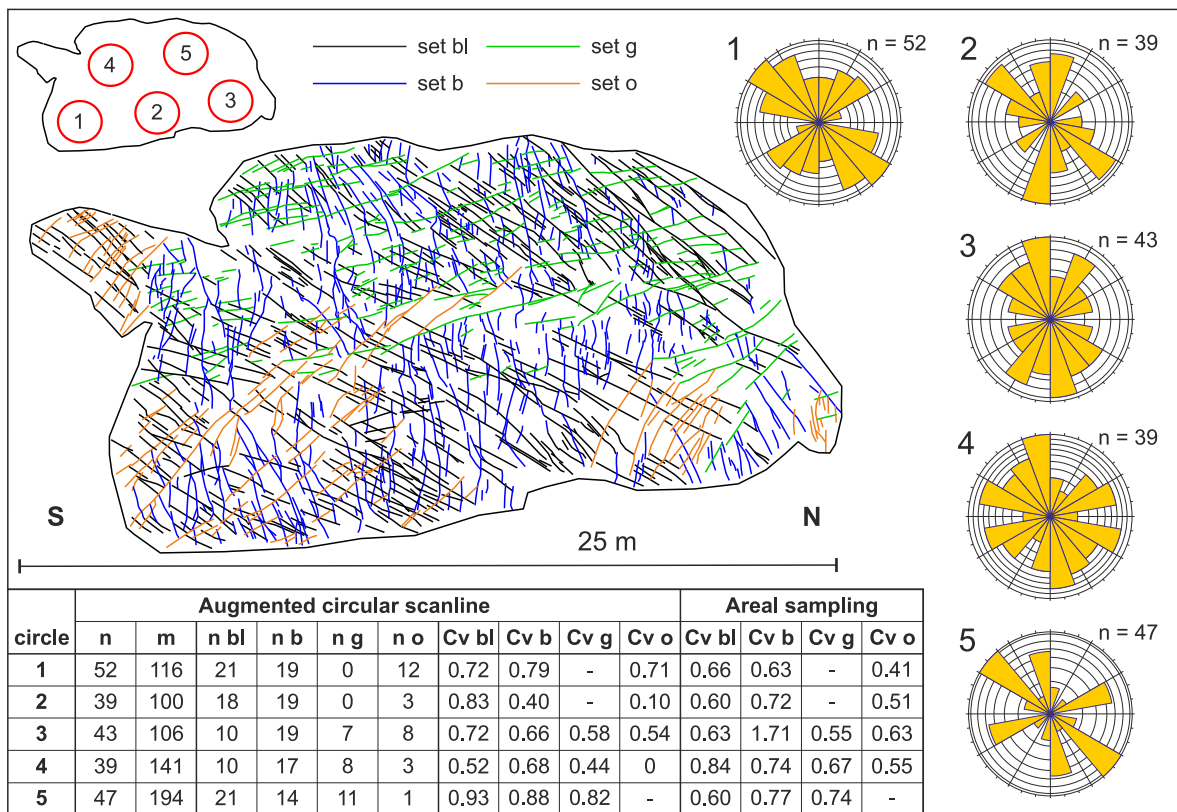 4
5
1
2
3
set bl
set g
set b
set o
1
n = 52
2
n = 39
3
n = 43
4
n = 39
5
n = 47
S
N
25 m
Augmented circular scanline Areal sampling
circle n m n bl n b n g n o Cv bl Cv b Cv g Cv o Cv bl Cv b Cv g Cv o
1 52 116 21 19 0 12 0.72 0.79 - 0.71 0.66 0.63 - 0.41
2 39 100 18 19 0 3 0.83 0.40 - 0.10 0.60 0.72 - 0.51
3 43 106 10 19 7 8 0.72 0.66 0.58 0.54 0.63 1.71 0.55 0.63
4 39 141 10 17 8 3 0.52 0.68 0.44 0 0.84 0.74 0.67 0.55
5 47 194 21 14 11 1 0.93 0.88 0.82 - 0.60 0.77 0.74 -